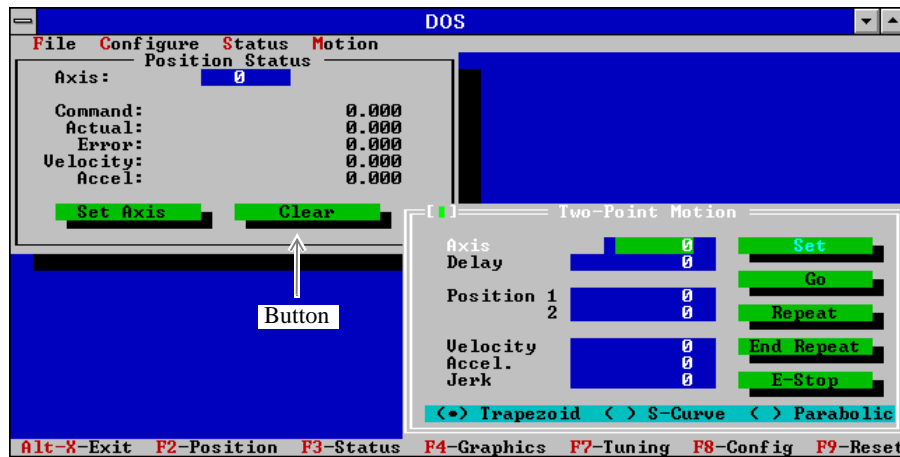 DOS
File Configure Status Motion
Position Status
Axis: 0
Command: 0.000
Actual: 0.000
Error: 0.000
Velocity: 0.000
Accel: 0.000
Set Axis Clear
Button
Two-Point Motion
Axis 0
Delay 0
Position 1 0
2 0
Velocity 0
Accel. 0
Jerk 0
Set
Go
Repeat
End Repeat
E-Stop
(•) Trapezoid ( ) S-Curve ( ) Parabolic
Alt-X-Exit F2-Position F3-Status F4-Graphics F7-Tuning F8-Config F9-Reset